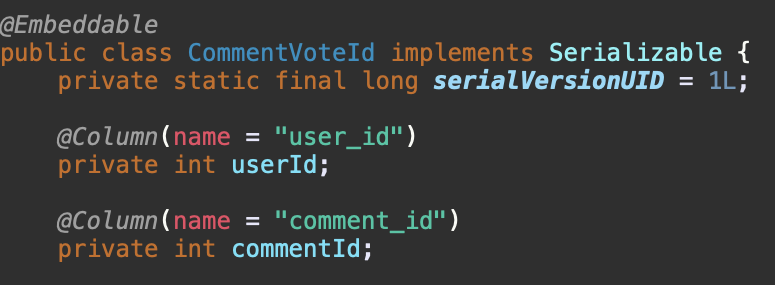 @Embeddable
public class CommentVoteId implements Serializable {
    private static final long serialVersionUID = 1L;
    @Column(name = "user_id")
    private int userId;
    @Column(name = "comment_id")
    private int commentId;